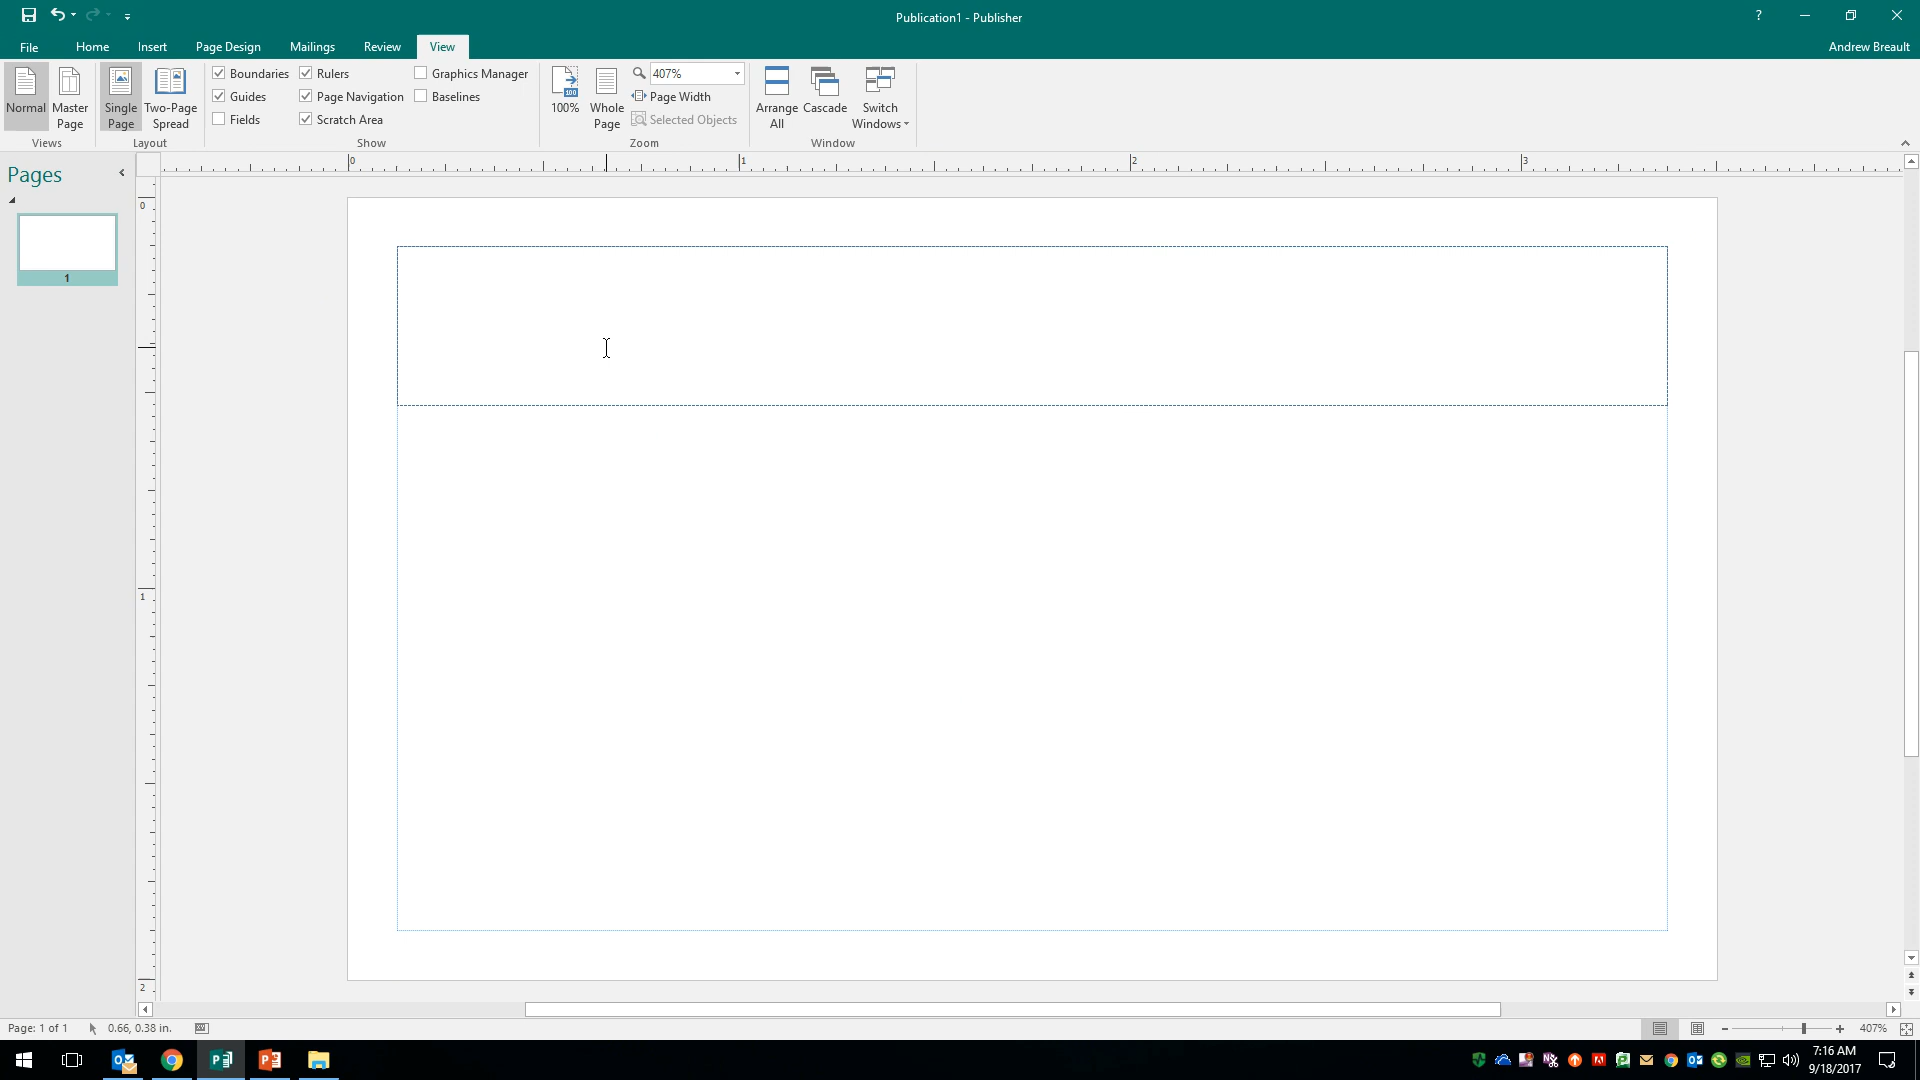 Publication1 - Publisher
?
File Home Insert Page Design Mailings Review View Andrew Breault
Boundaries Rulers Graphics Manager 407%
Guides Page Navigation Baselines Page Width
Fields Scratch Area Selected Objects
Normal Master Page Single Page Two-Page Spread 100% Whole Page Arrange All Cascade Switch Windows
Views Layout Show Zoom Window
0 1 2 3
Pages
0
1
1
2
Page: 1 of 1 0.66, 0.38 in. 407%
7:16 AM
9/18/2017